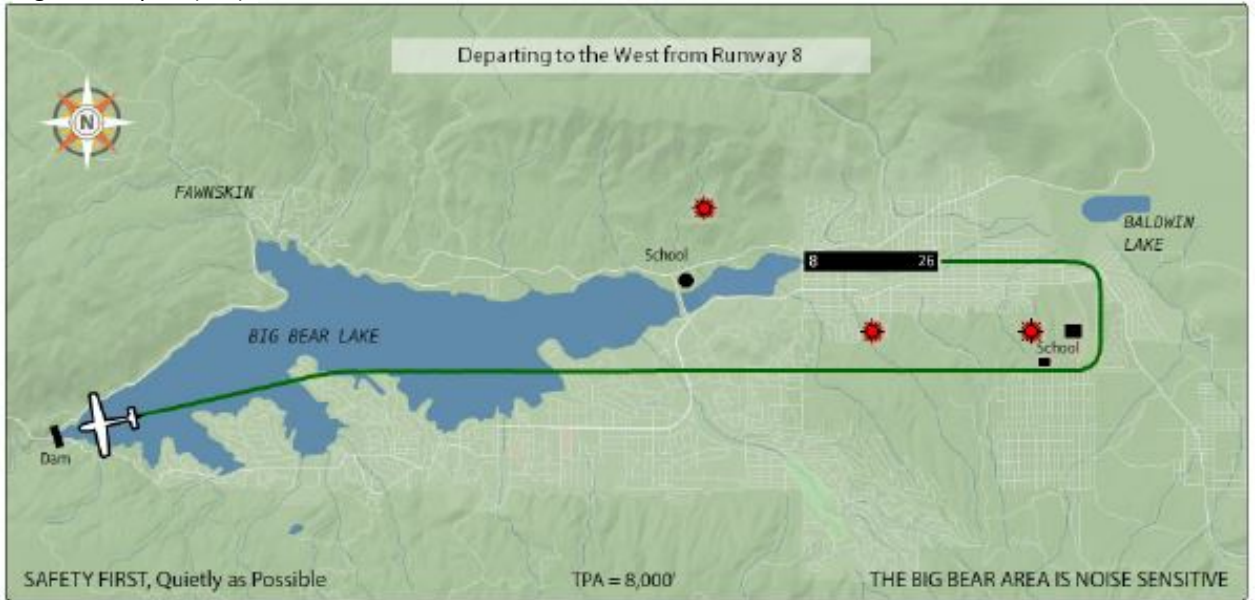 Departing to the West from Runway 8
N
FAWNSKIN
BALDWIN
LAKE
School
8 26
BIG BEAR LAKE
School
Dam
SAFETY FIRST, Quietly as Possible
TPA = 8,000'
THE BIG BEAR AREA IS NOISE SENSITIVE